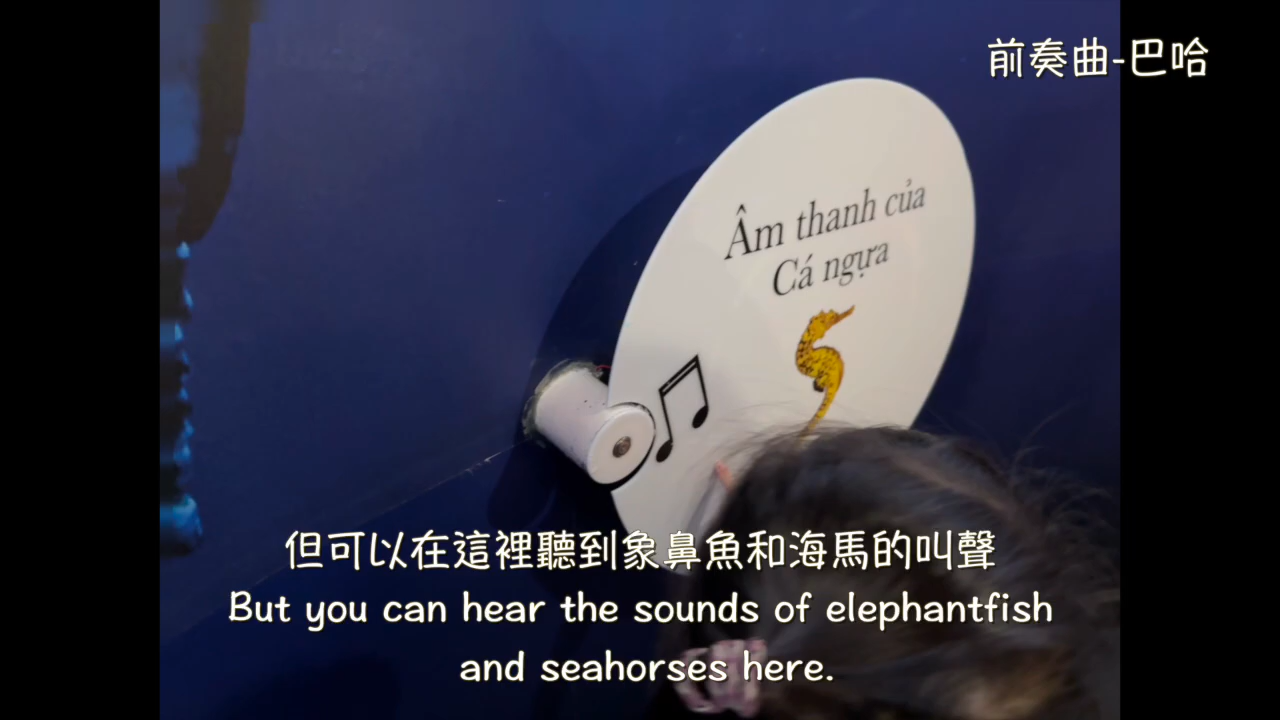 前奏曲-巴哈
Âm thanh của
Cá ngựa
但可以在這裡聽到象鼻魚和海馬的叫聲
But you can hear the sounds of elephantfish
and seahorses here.